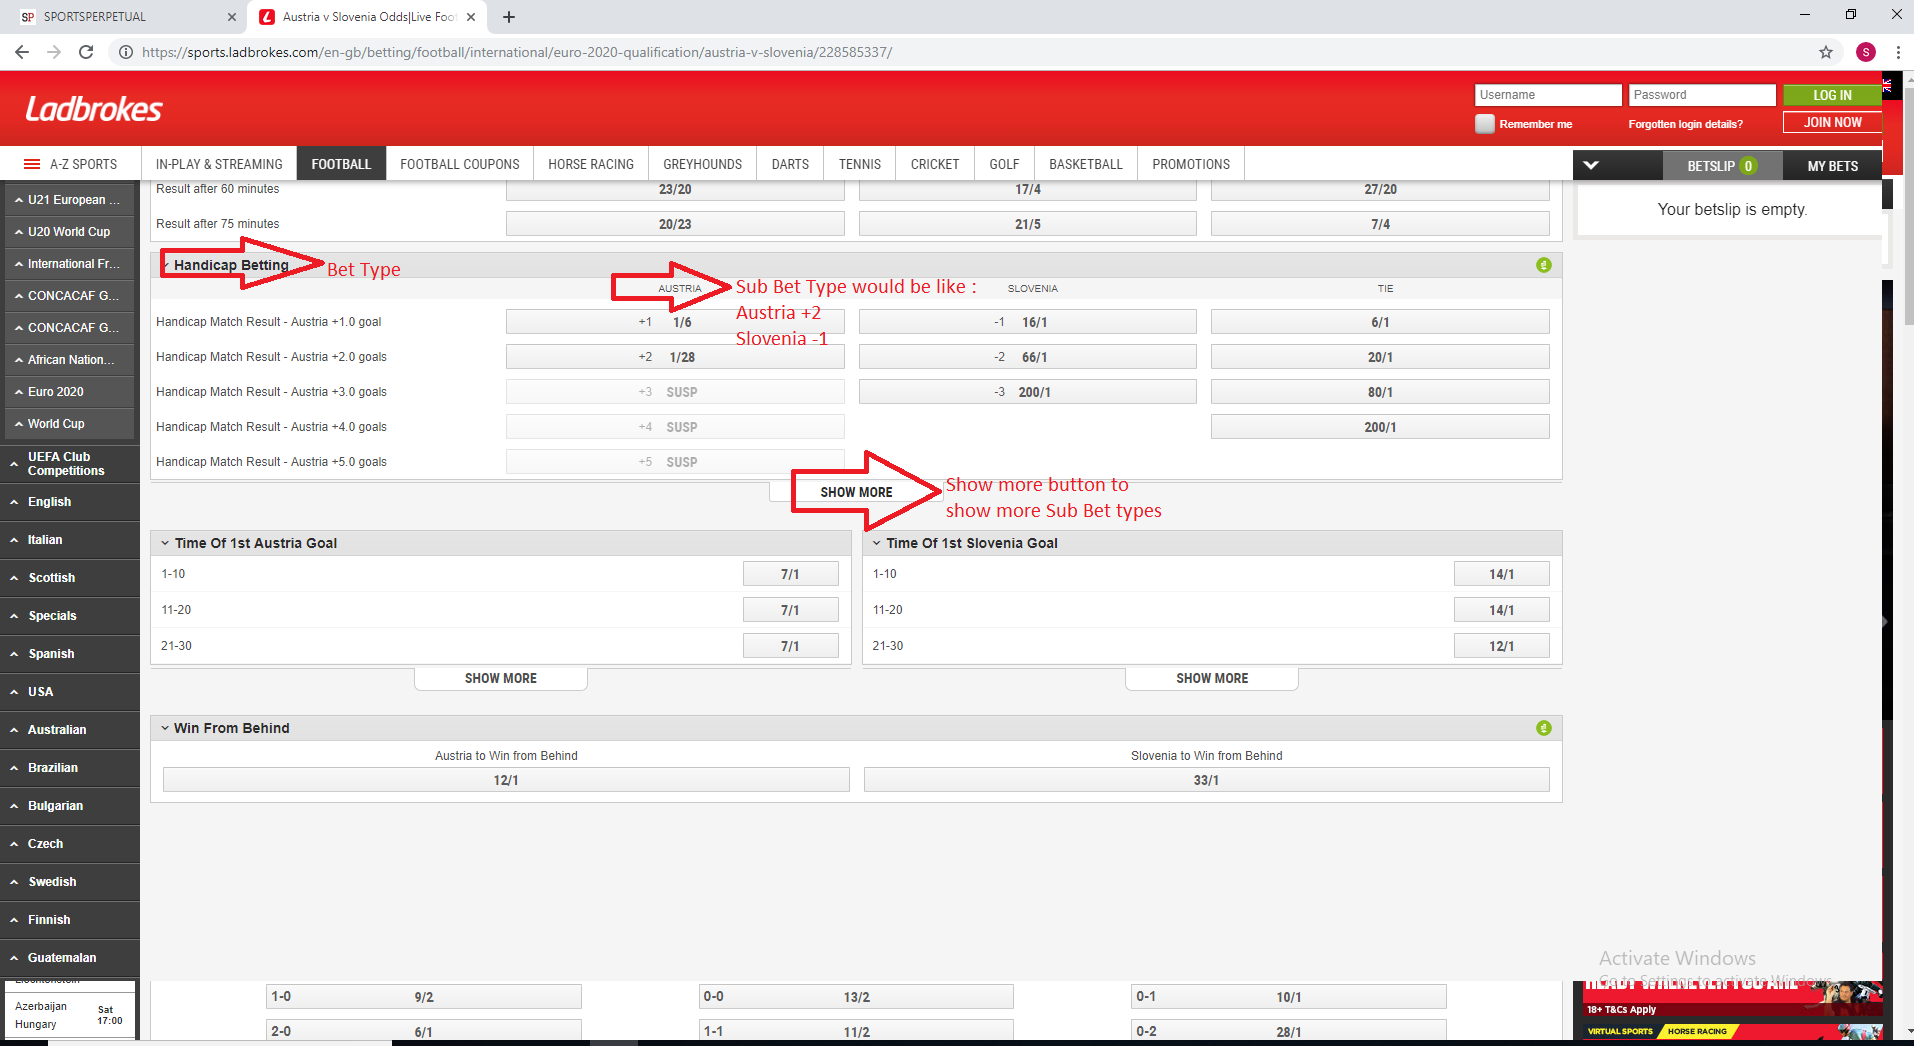 SPORTSPERPETUAL
Austria v Slovenia Odds|Live Foot
https://sports.ladbrokes.com/en-gb/betting/football/international/euro-2020-qualification/austria-v-slovenia/228585337/
S
Ladbrokes
Username
Password
LOG IN
Remember me
Forgotten login details?
JOIN NOW
A-Z SPORTS
IN-PLAY & STREAMING
FOOTBALL
FOOTBALL COUPONS
HORSE RACING
GREYHOUNDS
DARTS
TENNIS
CRICKET
GOLF
BASKETBALL
PROMOTIONS
BETSLIP 0
MY BETS
Your betslip is empty.
U21 European ...
U20 World Cup
International Fr...
CONCACAF G...
CONCACAF G...
African Nation...
Euro 2020
World Cup
UEFA Club
Competitions
English
Italian
Scottish
Specials
Spanish
USA
Australian
Brazilian
Bulgarian
Czech
Swedish
Finnish
Guatemalan
Liechtenstein
Azerbaijan
Hungary
Sat
17:00
Result after 60 minutes 23/20 17/4 27/20
Result after 75 minutes 20/23 21/5 7/4
Handicap Betting
Bet Type
AUSTRIA SLOVENIA TIE
Sub Bet Type would be like :
Austria +2
Slovenia -1
Handicap Match Result - Austria +1.0 goal +1 1/6 -1 16/1 6/1
Handicap Match Result - Austria +2.0 goals +2 1/28 -2 66/1 20/1
Handicap Match Result - Austria +3.0 goals +3 SUSP -3 200/1 80/1
Handicap Match Result - Austria +4.0 goals +4 SUSP 200/1
Handicap Match Result - Austria +5.0 goals +5 SUSP
SHOW MORE
Show more button to
show more Sub Bet types
Time Of 1st Austria Goal
1-10 7/1
11-20 7/1
21-30 7/1
SHOW MORE
Time Of 1st Slovenia Goal
1-10 14/1
11-20 14/1
21-30 12/1
SHOW MORE
Win From Behind
Austria to Win from Behind
12/1
Slovenia to Win from Behind
33/1
1-0 9/2 0-0 13/2 0-1 10/1
2-0 6/1 1-1 11/2 0-2 28/1
Activate Windows
Go to Settings to activate Windows.
18+ T&Cs Apply
VIRTUAL SPORTS
HORSE RACING